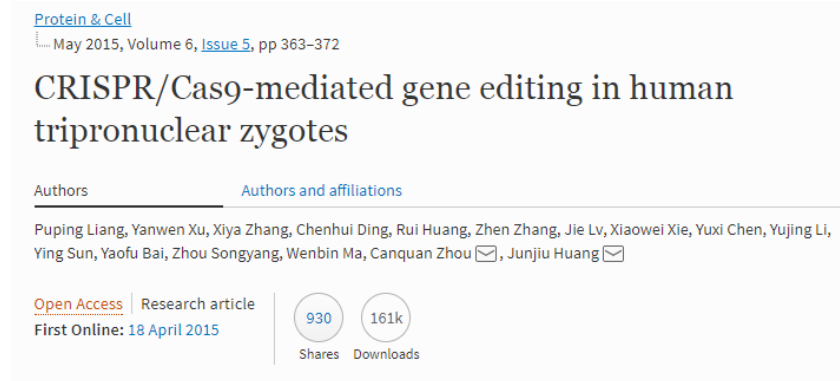 Protein & Cell
May 2015, Volume 6, Issue 5, pp 363–372
CRISPR/Cas9-mediated gene editing in human
tripronuclear zygotes
Authors Authors and affiliations
Puping Liang, Yanwen Xu, Xiya Zhang, Chenhui Ding, Rui Huang, Zhen Zhang, Jie Lv, Xiaowei Xie, Yuxi Chen, Yujing Li,
Ying Sun, Yaofu Bai, Zhou Songyang, Wenbin Ma, Canquan Zhou, Junjiu Huang
Open Access Research article
First Online: 18 April 2015
930 161k
Shares Downloads